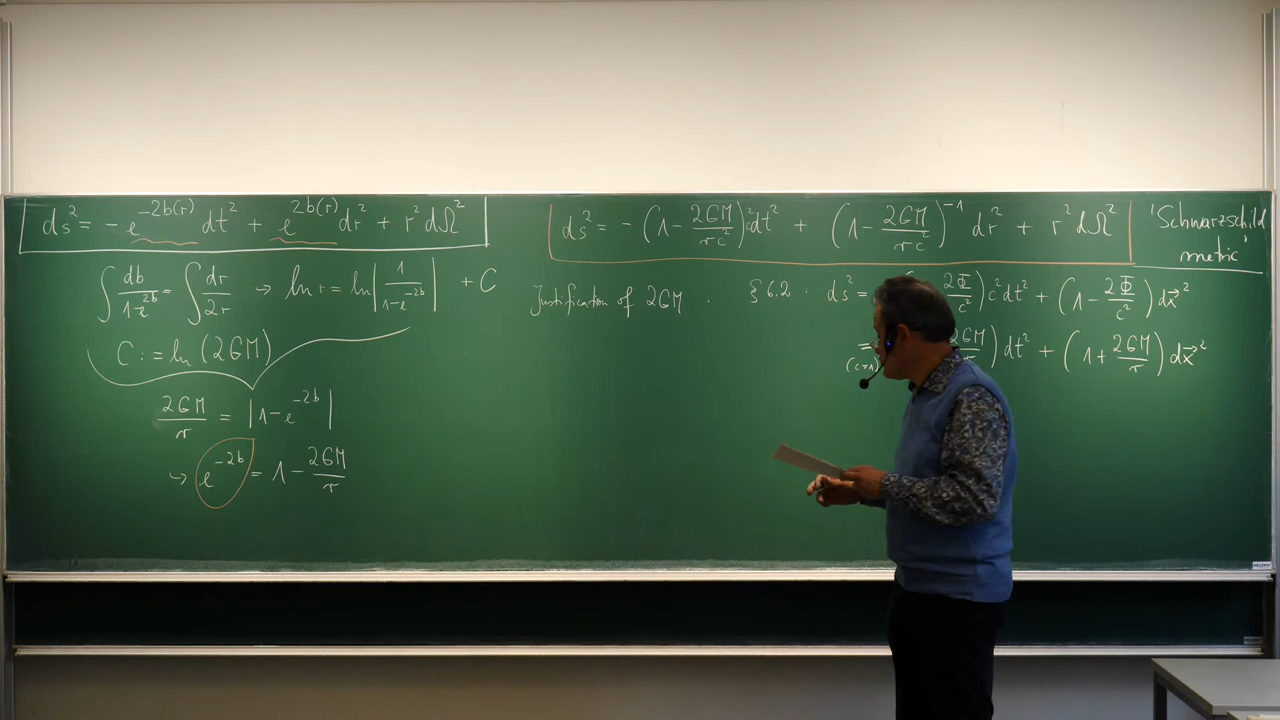 ds² = - e^{-2b(r)} dt² + e^{2b(r)} dr² + r² dΩ²
∫ db/(1-e^{-2b}) = ∫ dr/2r → ln r = ln |1/(1-e^{-2b})| + C
C := ln (2GM)
2GM/r = |1-e^{-2b}|
↪ e^{-2b} = 1 - 2GM/r
ds² = - (1- 2GM/rc²) c²dt² + (1- 2GM/rc²)^{-1} dr² + r² dΩ²
'Schwarzschild
metric'
Justification of 2GM . § 6.2 : ds² = 2Φ/c²) c² dt² + (1- 2Φ/c²) dx⃗²
= 2GM/r) dt² + (1+ 2GM/r) dx⃗²